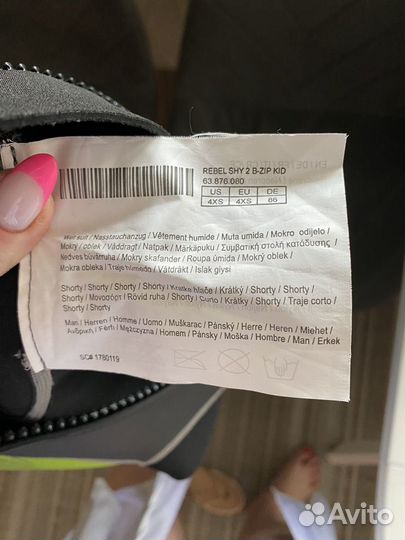 REBEL SHY 2 B-ZIP KID
63.876.080
US EU DE
4XS 4XS 86
Wet suit / Nasstauchanzug / Vêtement humide / Muta umida / Mokro odijelo /
Mokrý oblek / Våddragt / Natpak / Märkäpuku / Συμβατική στολή κατάδυσης /
Nedves búvárruha / Mokry skafander / Roupa úmida / Mokrý oblek /
Mokra obleka / Traje húmedo / Våtdräkt / Islak giysi
Shorty / Shorty / Shorty / Shorty / Kratke hlače / Krátký / Shorty / Shorty /
Shorty / Μονοσόρτ / Rövid ruha / Shorty / Curto / Krátky / Traje corto /
Shorty / Shorty
Man / Herren / Homme / Uomo / Muškarac / Pánský / Herre / Heren / Miehet /
Ανδρική / Férfi / Mężczyzna / Homem / Pánsky / Moška / Hombre / Man / Erkek
SC# 1780119
Avito